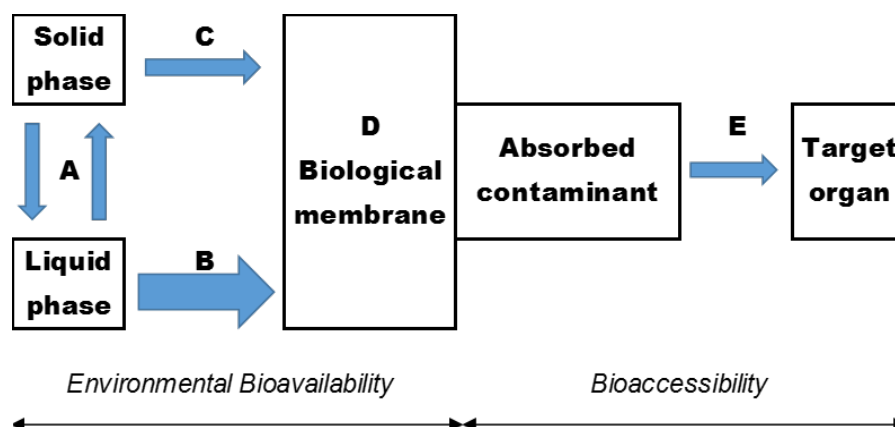 Solid
phase
C
A
Liquid
phase
B
D
Biological
membrane
Absorbed
contaminant
E
Target
organ
Environmental Bioavailability
Bioaccessibility